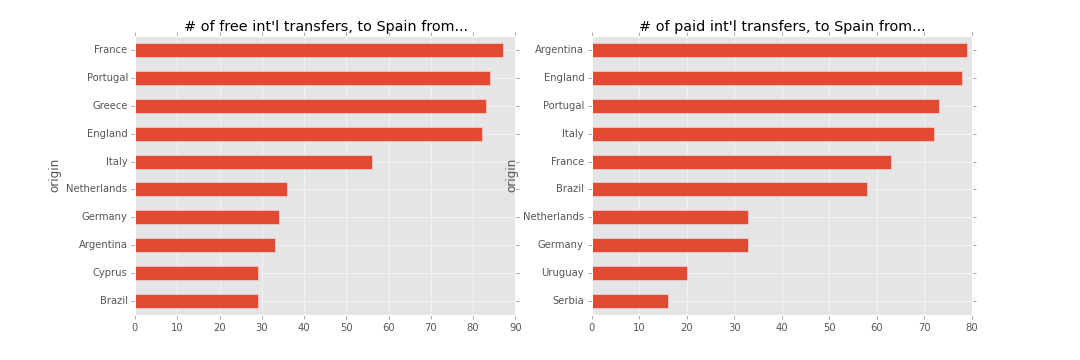 # of free int'l transfers, to Spain from...
origin
France
Portugal
Greece
England
Italy
Netherlands
Germany
Argentina
Cyprus
Brazil
0 10 20 30 40 50 60 70 80 90
# of paid int'l transfers, to Spain from...
origin
Argentina
England
Portugal
Italy
France
Brazil
Netherlands
Germany
Uruguay
Serbia
0 10 20 30 40 50 60 70 80